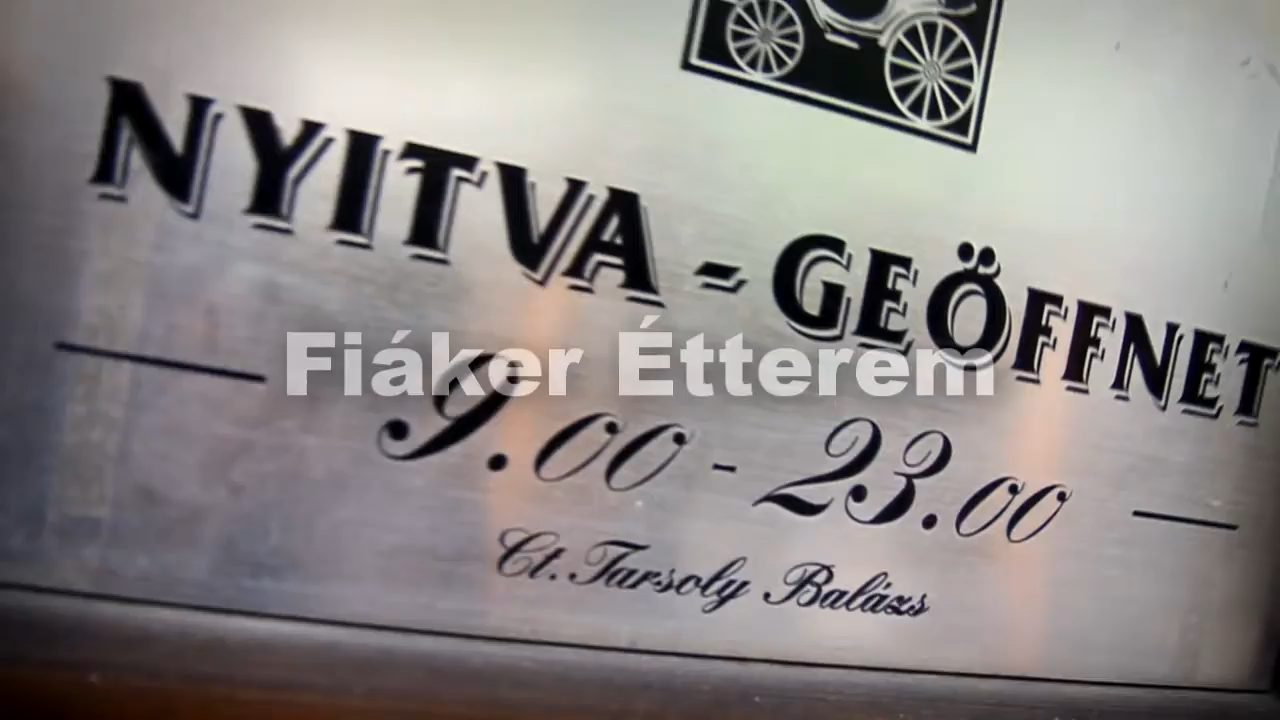 NYITVA - GEÖFFNET
Fiáker Étterem
9.00 - 23.00
Ct. Tarsoly Balázs